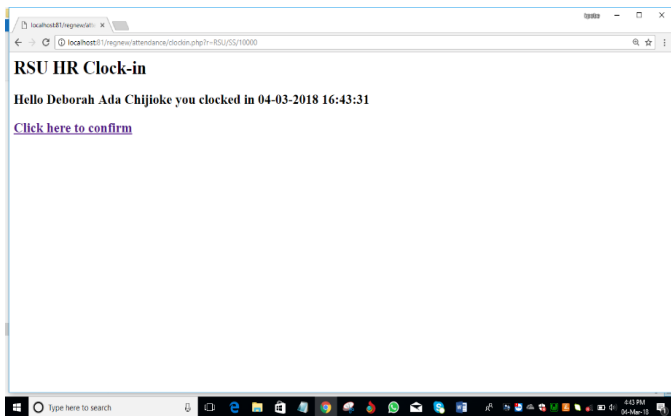 localhost:81/regnew/att
localhost:81/regnew/attendance/clockin.php?r=RSU/SS/10000
RSU HR Clock-in
Hello Deborah Ada Chijioke you clocked in 04-03-2018 16:43:31
Click here to confirm
Type here to search
4:43 PM
04-Mar-18